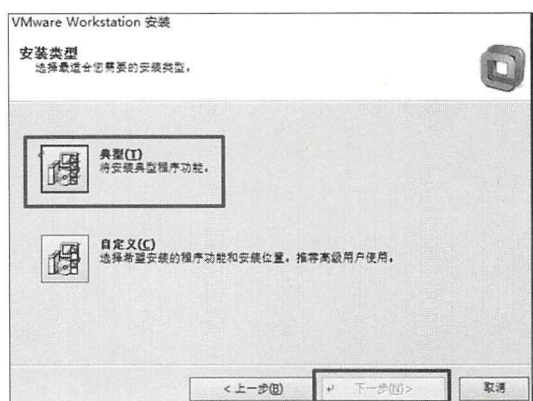 VMware Workstation 安装
安装类型
选择最适合您需要的安装类型。
典型(T)
将安装典型程序功能。
自定义(C)
选择希望安装的程序功能和安装位置。推荐高级用户使用。
< 上一步(B)
下一步(N) >
取消